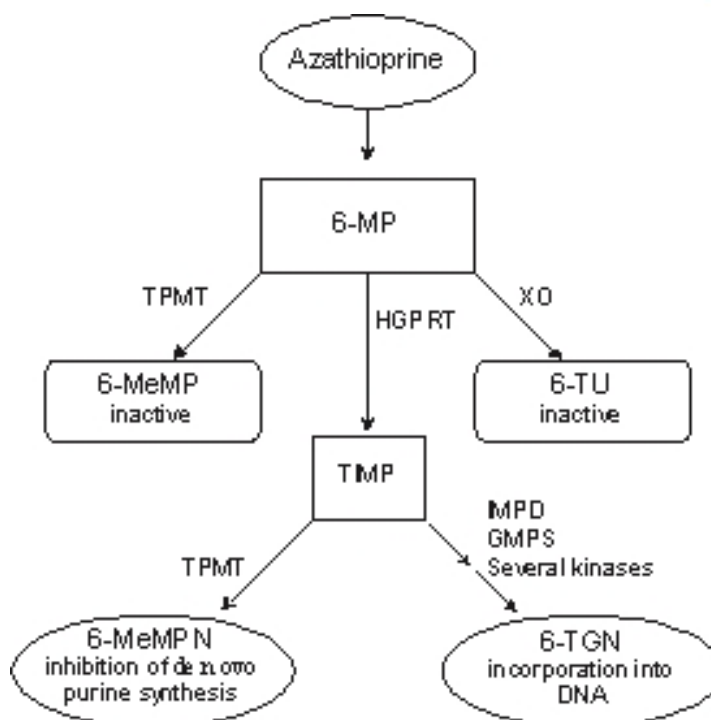 Azathioprine
6-MP
TPMT
XO
HGPRT
6-MeMP
inactive
6-TU
inactive
TIMP
IMPD
GMPS
Several kinases
TPMT
6-MeMPN
inhibition of de novo
purine synthesis
6-TGN
incorporation into
DNA